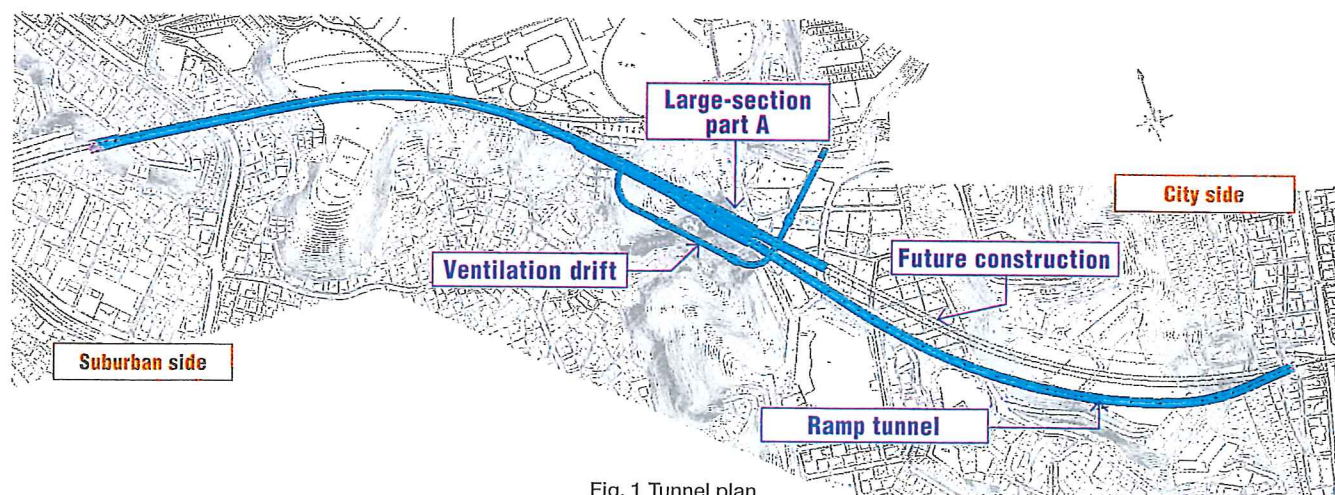 Large-section
part A
City side
Ventilation drift
Future construction
Suburban side
Ramp tunnel
Fig. 1 Tunnel plan